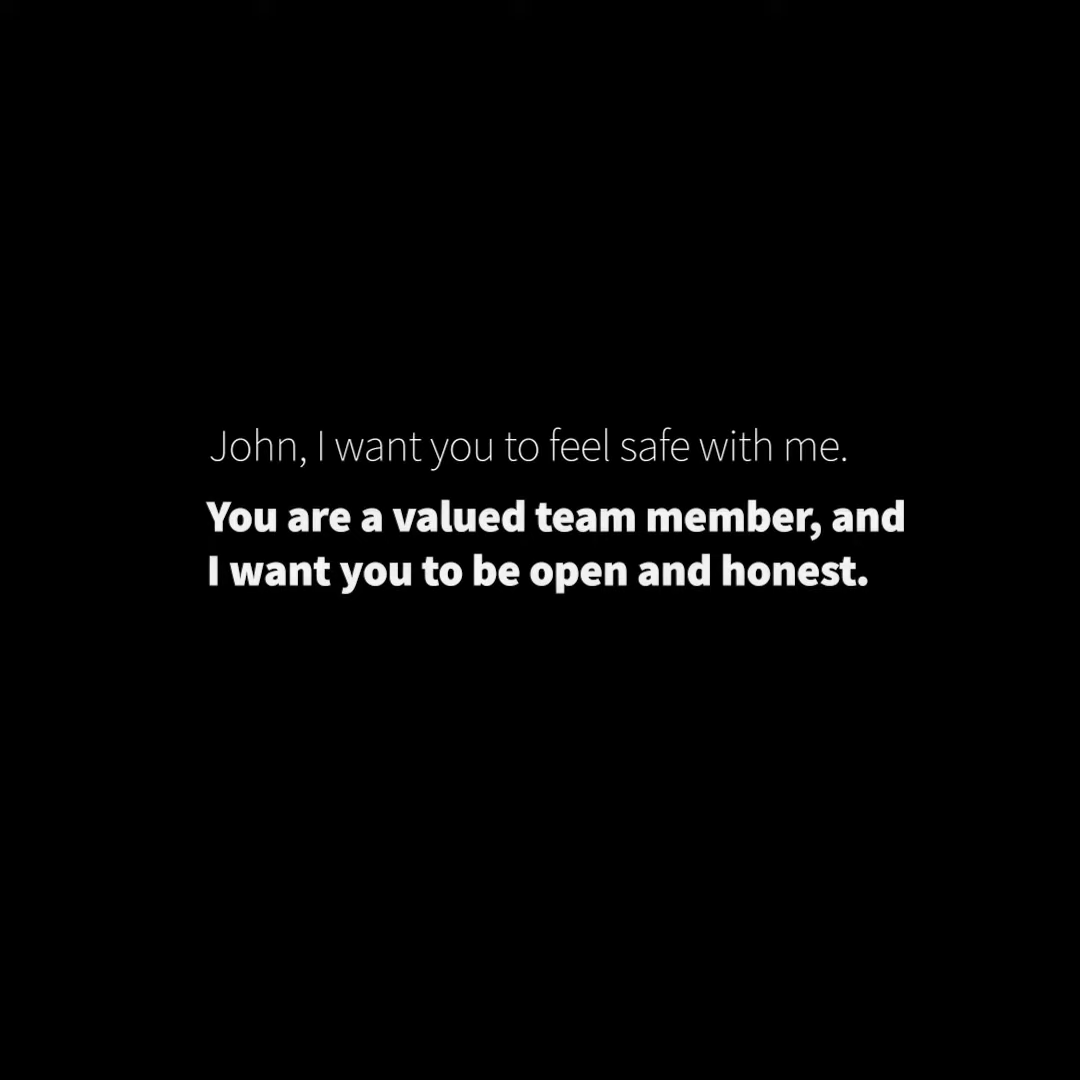 John, I want you to feel safe with me.
You are a valued team member, and
I want you to be open and honest.